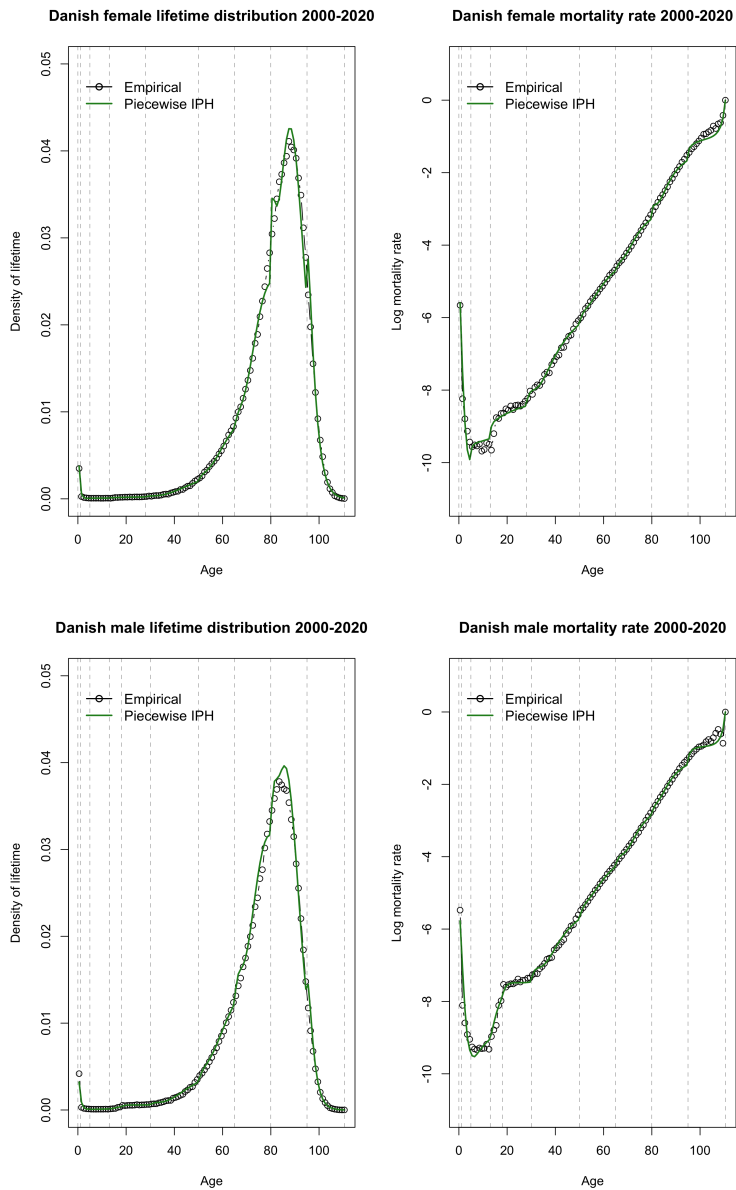 Danish female lifetime distribution 2000-2020
Density of lifetime
0.00 0.01 0.02 0.03 0.04 0.05
Empirical
Piecewise IPH
0 20 40 60 80 100
Age
Danish female mortality rate 2000-2020
Log mortality rate
-10 -8 -6 -4 -2 0
Empirical
Piecewise IPH
0 20 40 60 80 100
Age
Danish male lifetime distribution 2000-2020
Density of lifetime
0.00 0.01 0.02 0.03 0.04 0.05
Empirical
Piecewise IPH
0 20 40 60 80 100
Age
Danish male mortality rate 2000-2020
Log mortality rate
-10 -8 -6 -4 -2 0
Empirical
Piecewise IPH
0 20 40 60 80 100
Age